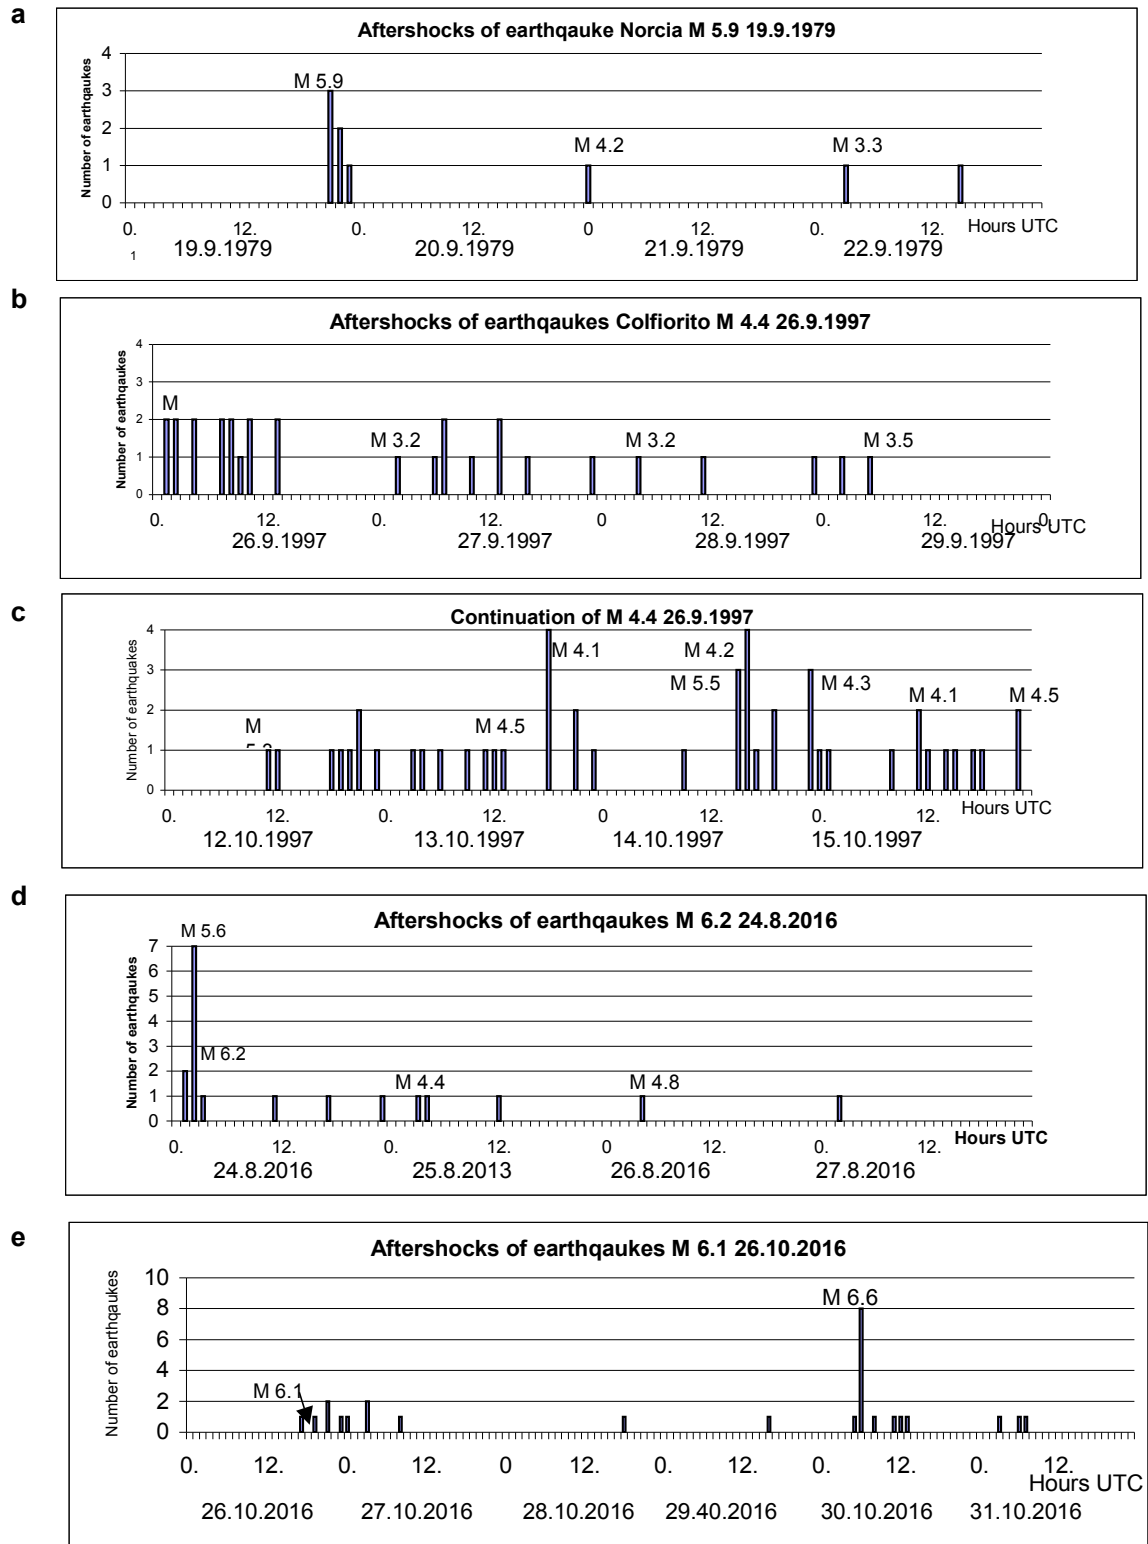 a
Aftershocks of earthqauke Norcia M 5.9 19.9.1979
Number of earthqaukes
4
3
2
1
0
M 5.9
M 4.2
M 3.3
0. 12. 0. 12. 0 12. 0. 12. Hours UTC
1 19.9.1979 20.9.1979 21.9.1979 22.9.1979
b
Aftershocks of earthqaukes Colfiorito M 4.4 26.9.1997
Number of earthqaukes
4
3
2
1
0
M
M 3.2
M 3.2
M 3.5
0. 12. 0. 12. 0 12. 0. 12. 0.
Hours UTC
26.9.1997 27.9.1997 28.9.1997 29.9.1997
c
Continuation of M 4.4 26.9.1997
Number of earthquakes
4
3
2
1
0
M
M 4.5
M 4.1
M 4.2
M 5.5
M 4.3
M 4.1
M 4.5
0. 12. 0. 12. 0 12. 0. 12. Hours UTC
12.10.1997 13.10.1997 14.10.1997 15.10.1997
d
Aftershocks of earthqaukes M 6.2 24.8.2016
Number of earthqaukes
7
6
5
4
3
2
1
0
M 5.6
M 6.2
M 4.4
M 4.8
0. 12. 0. 12. 0 12. 0. 12. Hours UTC
24.8.2016 25.8.2013 26.8.2016 27.8.2016
e
Aftershocks of earthqaukes M 6.1 26.10.2016
Number of earthqaukes
10
8
6
4
2
0
M 6.1
M 6.6
0. 12. 0. 12. 0 12. 0. 12. 0. 12. 0. 12.
Hours UTC
26.10.2016 27.10.2016 28.10.2016 29.40.2016 30.10.2016 31.10.2016